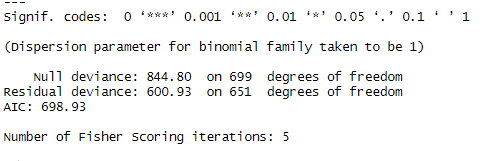 ---
Signif. codes:  0 ‘***’ 0.001 ‘**’ 0.01 ‘*’ 0.05 ‘.’ 0.1 ‘ ’ 1
(Dispersion parameter for binomial family taken to be 1)
    Null deviance: 844.80  on 699  degrees of freedom
Residual deviance: 600.93  on 651  degrees of freedom
AIC: 698.93
Number of Fisher Scoring iterations: 5